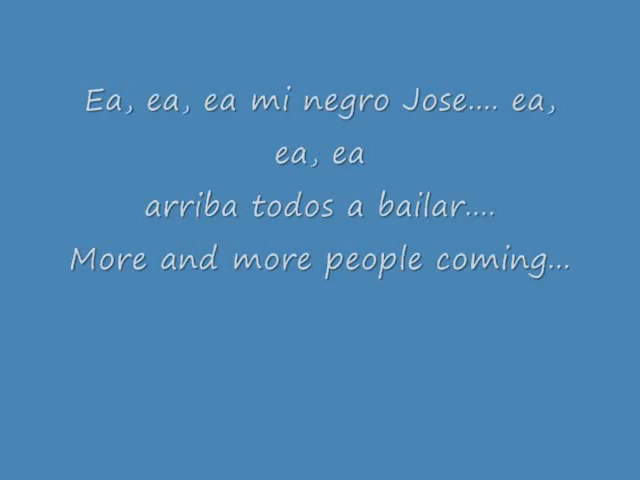 Ea, ea, ea mi negro Jose.... ea,
ea, ea
arriba todos a bailar....
More and more people coming...